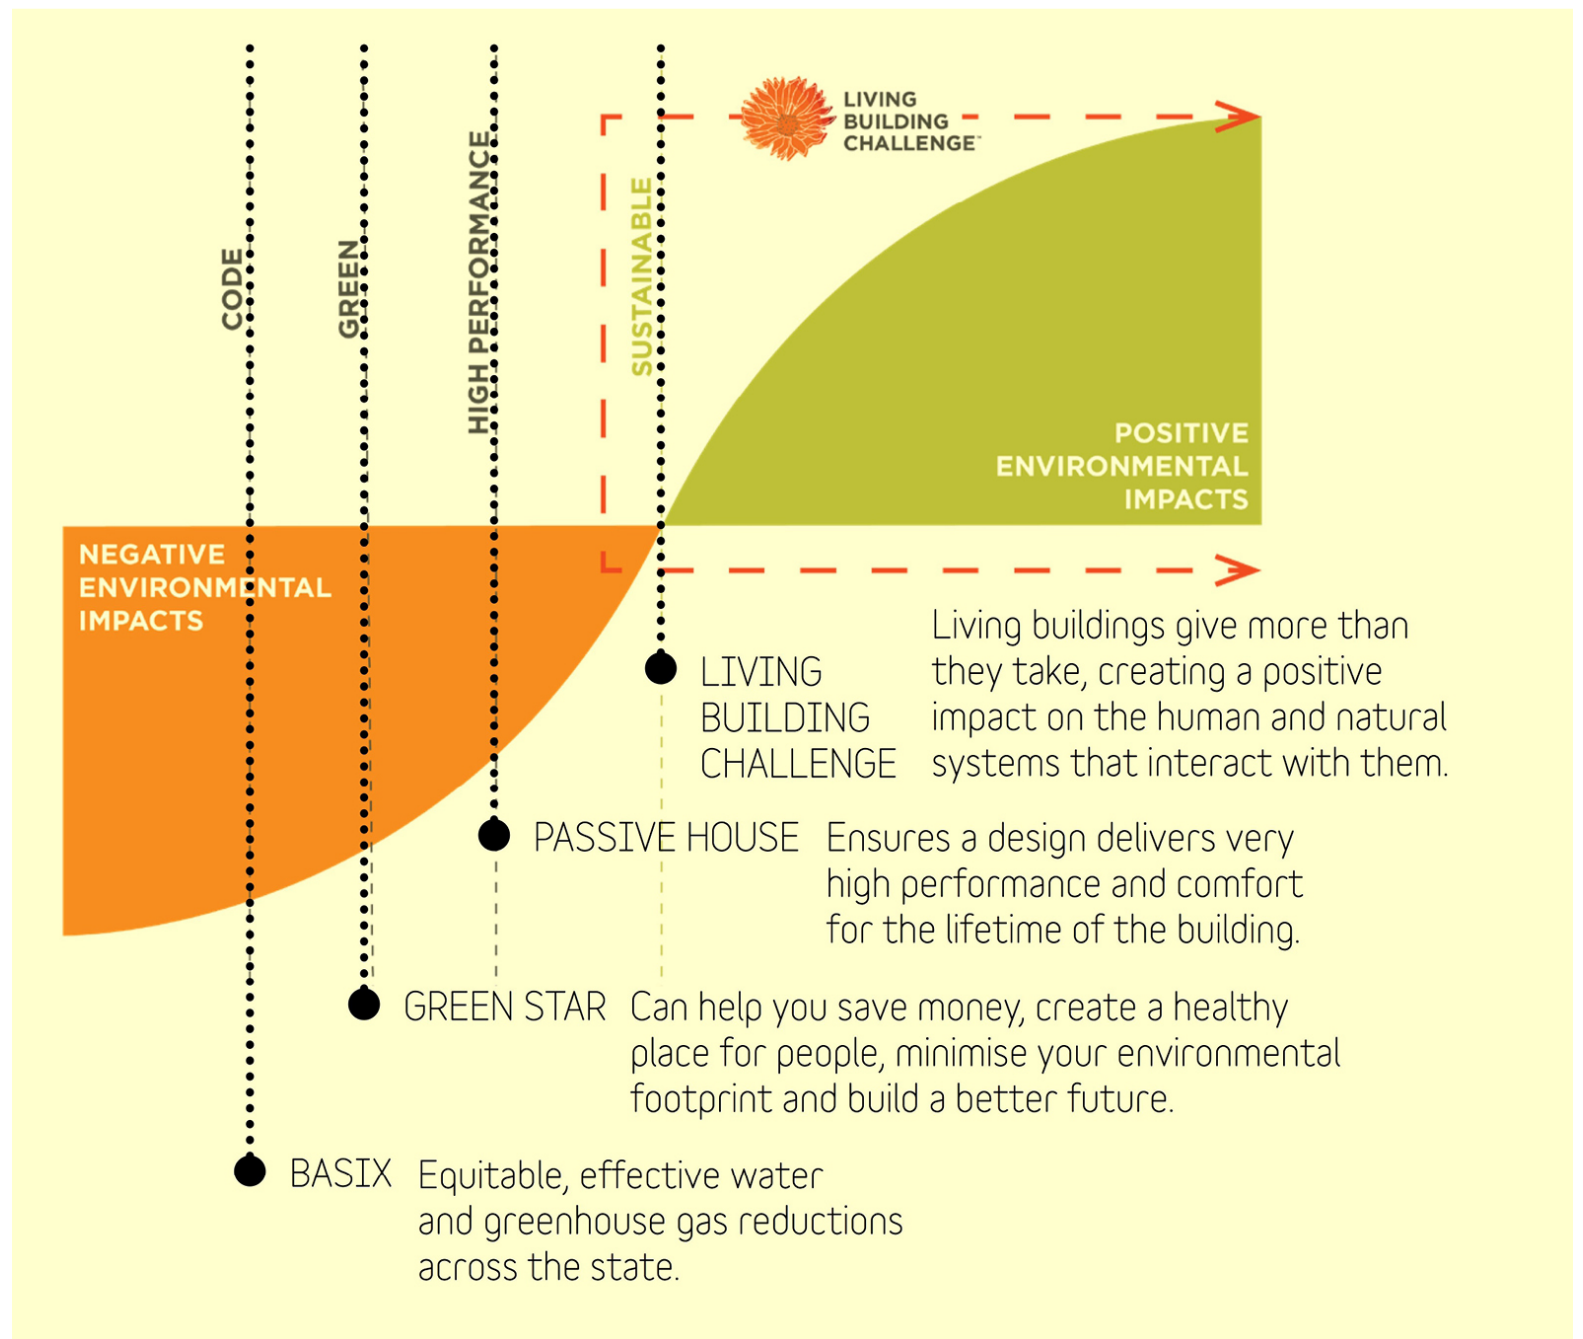 LIVING
BUILDING
CHALLENGE™
CODE
GREEN
HIGH PERFORMANCE
SUSTAINABLE
POSITIVE
ENVIRONMENTAL
IMPACTS
NEGATIVE
ENVIRONMENTAL
IMPACTS
LIVING
BUILDING
CHALLENGE
Living buildings give more than
they take, creating a positive
impact on the human and natural
systems that interact with them.
PASSIVE HOUSE
Ensures a design delivers very
high performance and comfort
for the lifetime of the building.
GREEN STAR
Can help you save money, create a healthy
place for people, minimise your environmental
footprint and build a better future.
BASIX
Equitable, effective water
and greenhouse gas reductions
across the state.